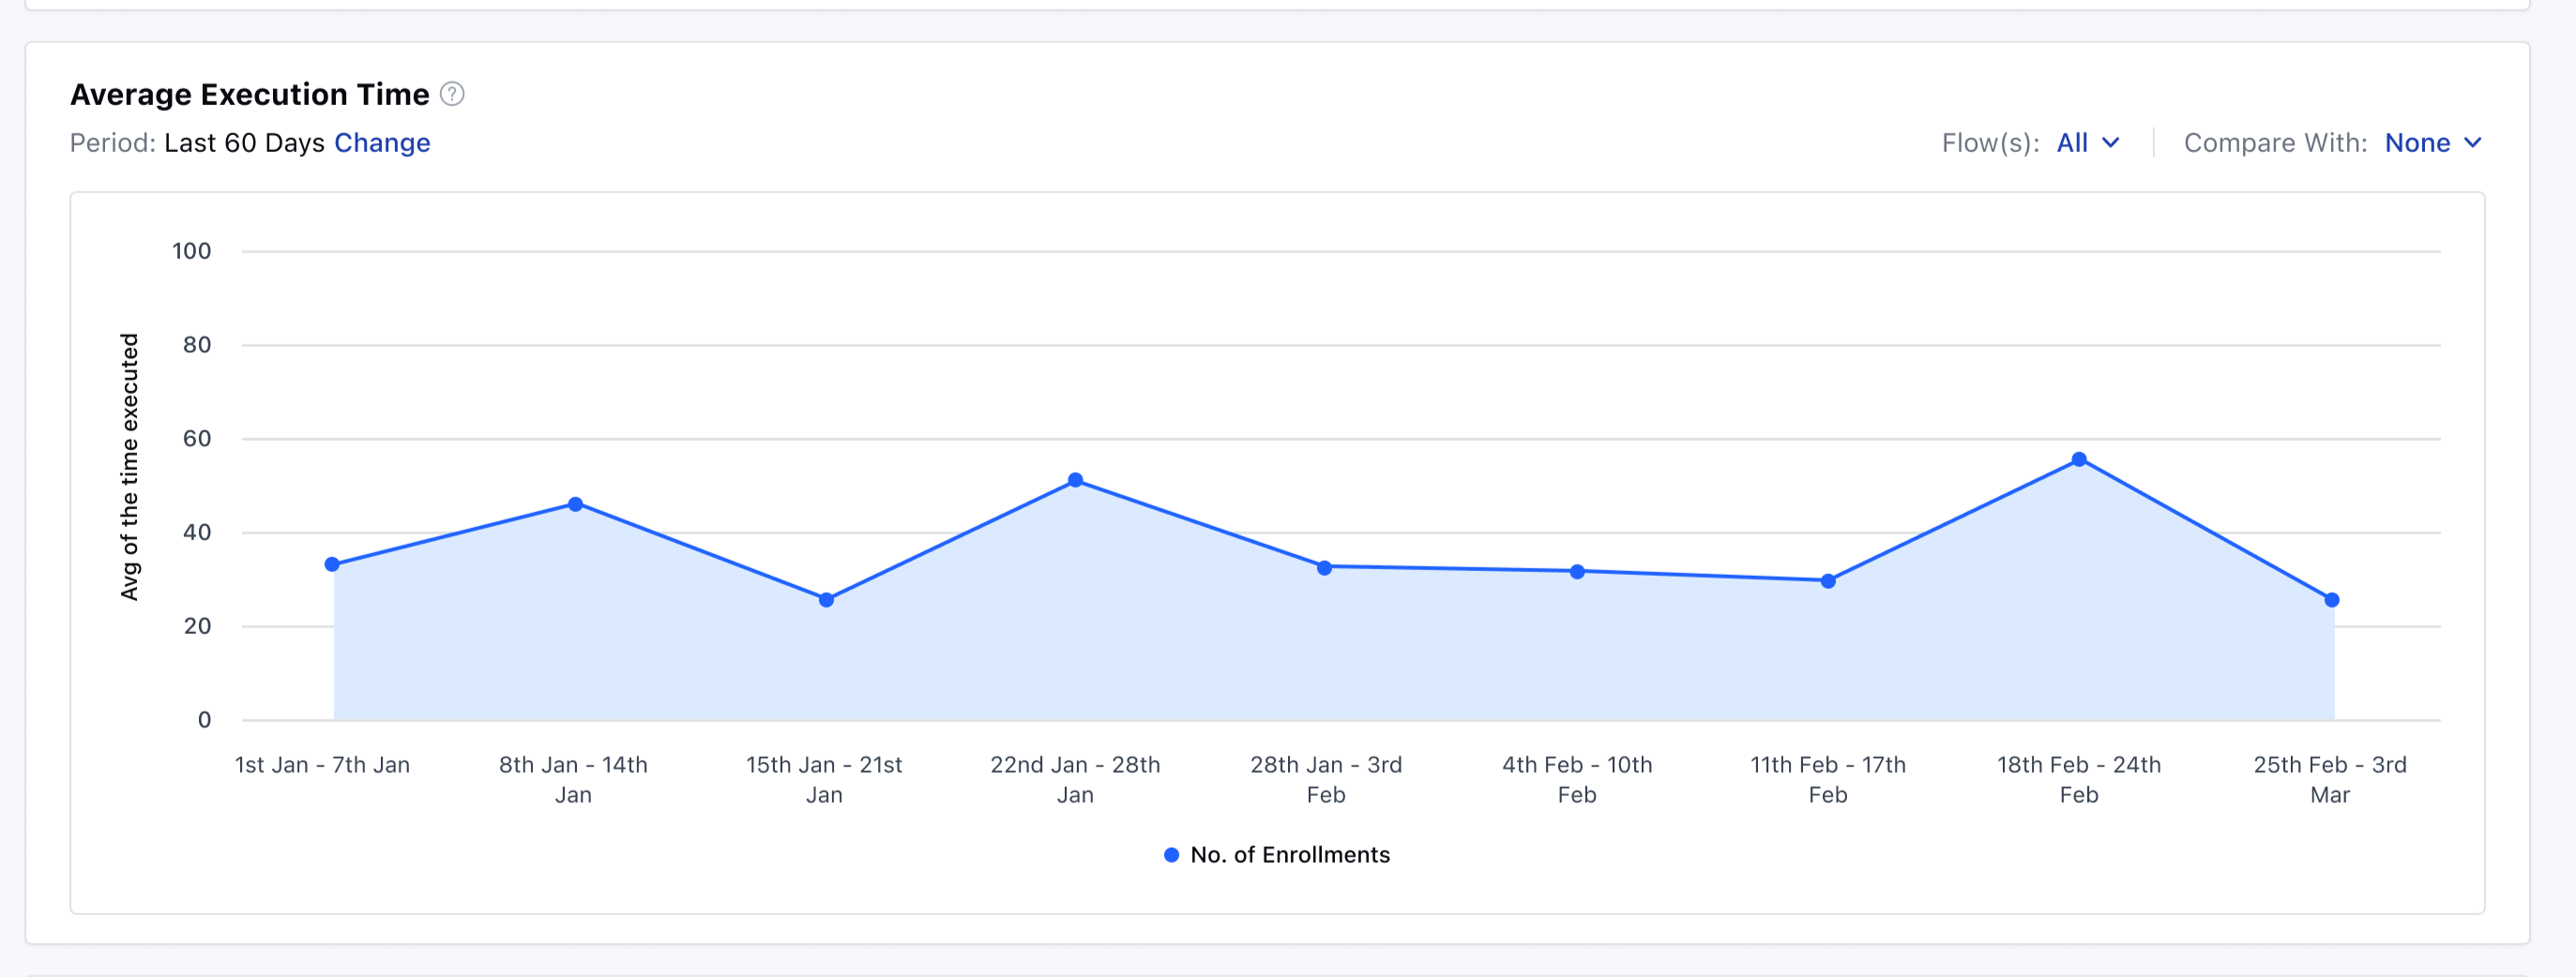 Average Execution Time ?
Period: Last 60 Days Change
Flow(s): All
Compare With: None
Avg of the time executed
100
80
60
40
20
0
1st Jan - 7th Jan
8th Jan - 14th
Jan
15th Jan - 21st
Jan
22nd Jan - 28th
Jan
28th Jan - 3rd
Feb
4th Feb - 10th
Feb
11th Feb - 17th
Feb
18th Feb - 24th
Feb
25th Feb - 3rd
Mar
No. of Enrollments